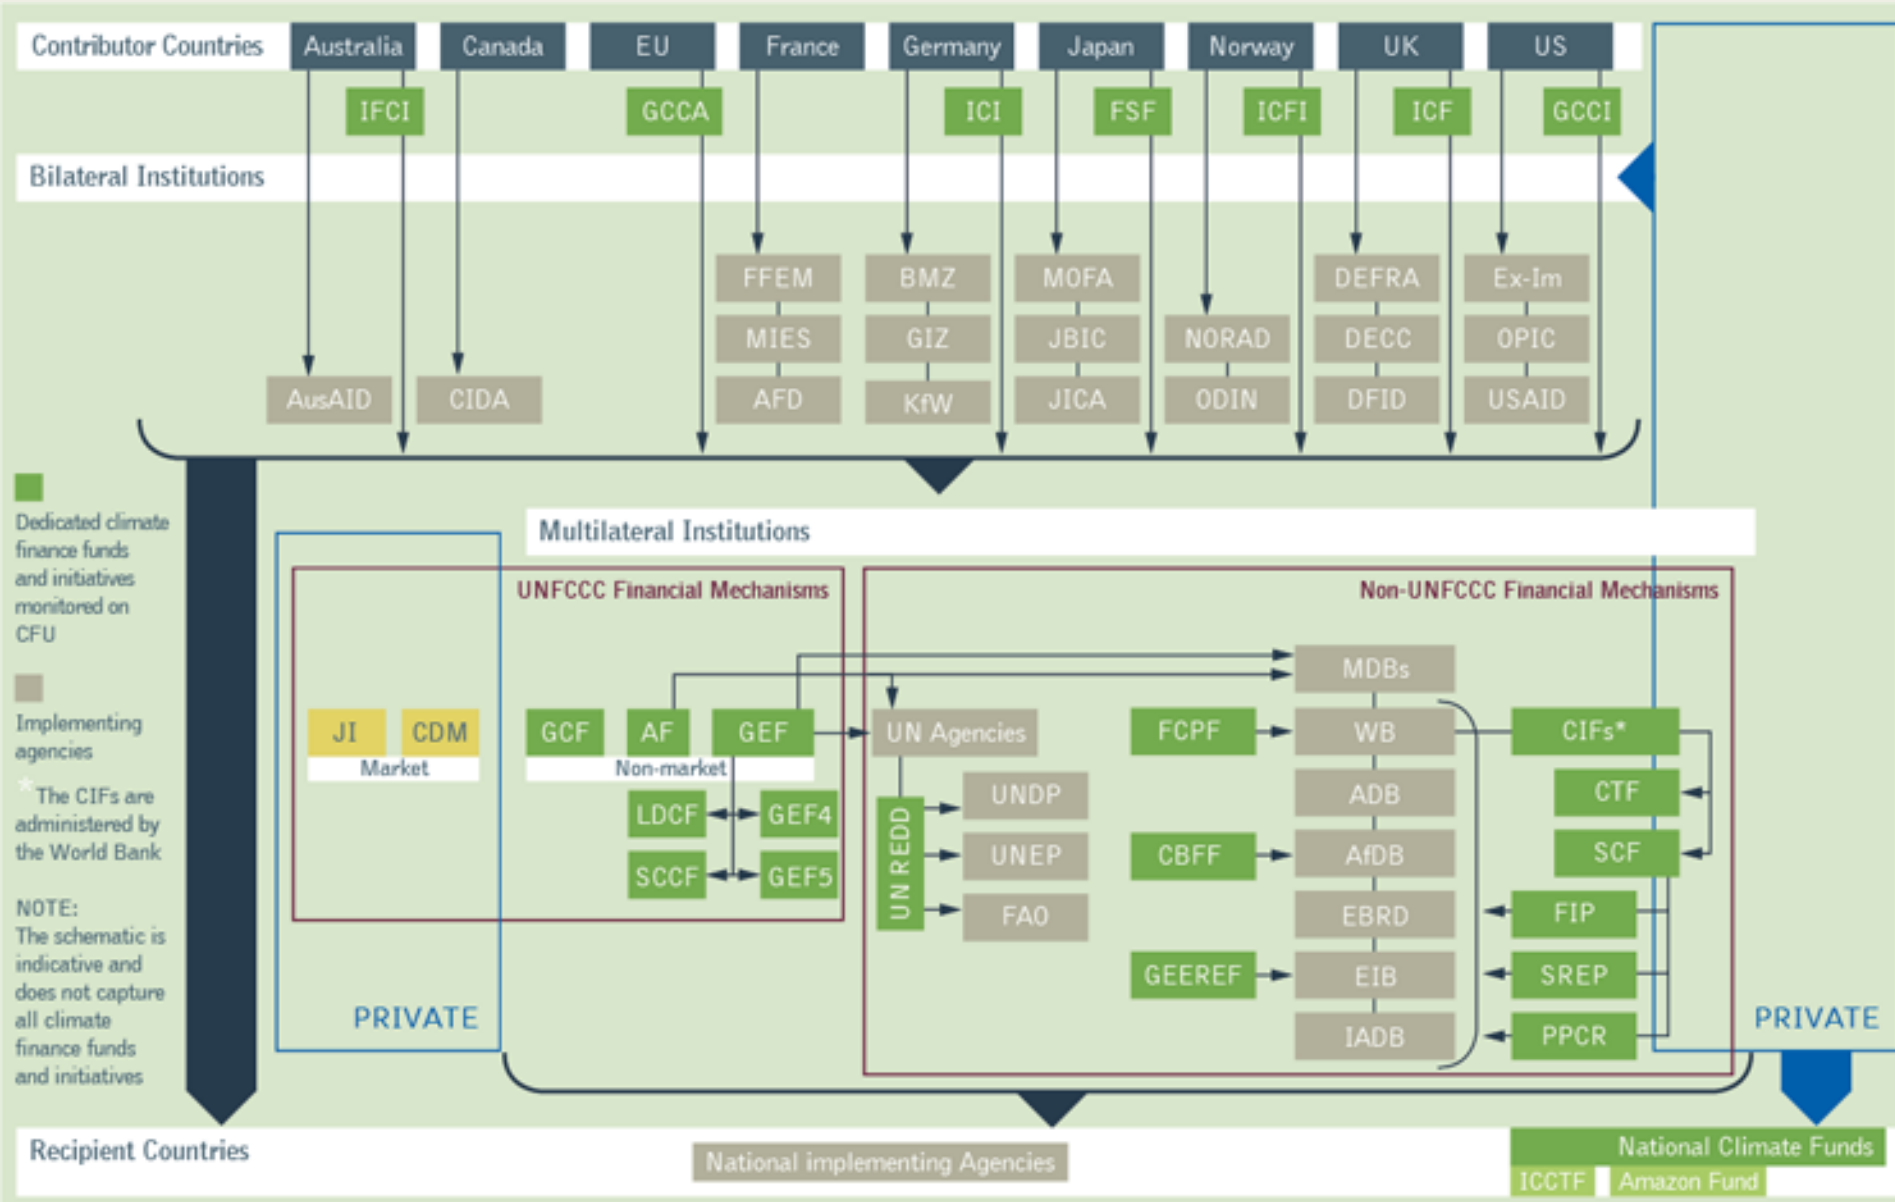 Contributor Countries
Australia
Canada
EU
France
Germany
Japan
Norway
UK
US
IFCI
GCCA
ICI
FSF
ICFI
ICF
GCCI
Bilateral Institutions
FFEM
BMZ
MOFA
DEFRA
Ex-Im
MIES
GIZ
JBIC
NORAD
DECC
OPIC
AusAID
CIDA
AFD
KfW
JICA
ODIN
DFID
USAID
Dedicated climate
finance funds
and initiatives
monitored on
CFU
Implementing
agencies
*The CIFs are
administered by
the World Bank
NOTE:
The schematic is
indicative and
does not capture
all climate
finance funds
and initiatives
Multilateral Institutions
UNFCCC Financial Mechanisms
JI
CDM
Market
GCF
AF
GEF
Non-market
LDCF
GEF4
SCCF
GEF5
PRIVATE
Non-UNFCCC Financial Mechanisms
UN Agencies
UN REDD
UNDP
UNEP
FAO
FCPF
CBFF
GEEREF
MDBs
WB
ADB
AfDB
EBRD
EIB
IADB
CIFs*
CTF
SCF
FIP
SREP
PPCR
PRIVATE
Recipient Countries
National implementing Agencies
National Climate Funds
ICCTF
Amazon Fund